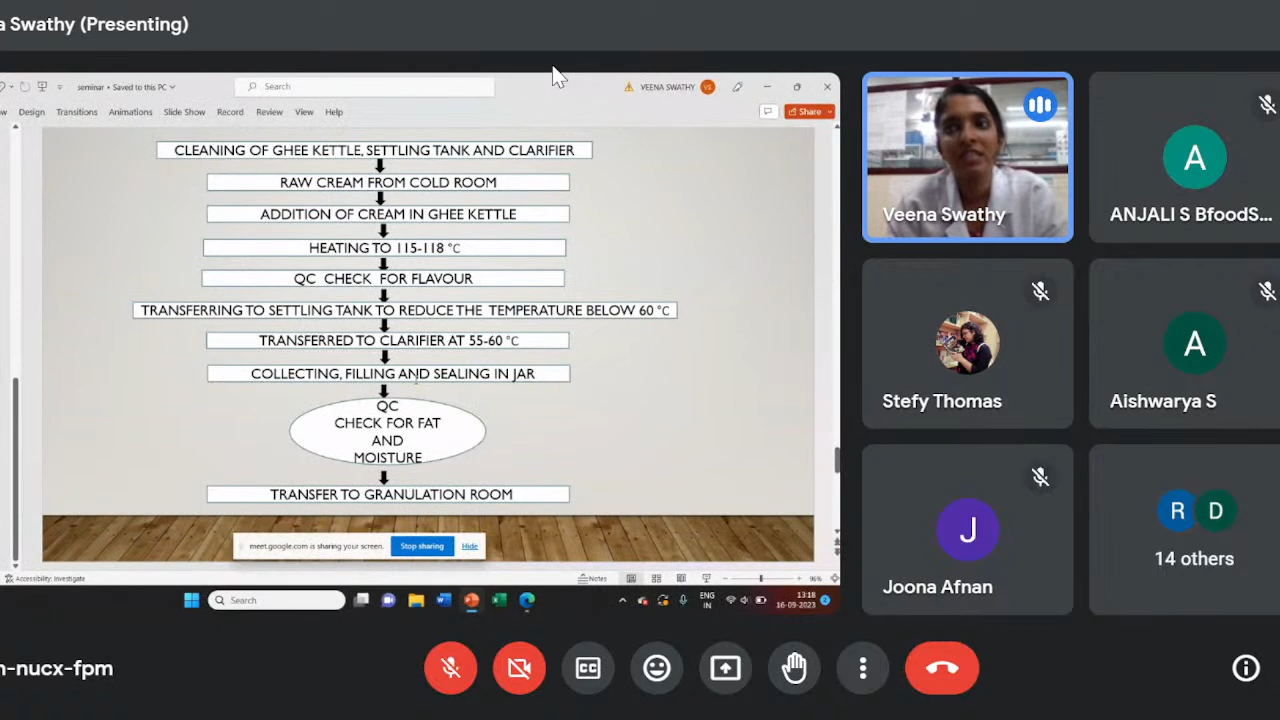 a Swathy (Presenting)
seminar • Saved to this PC
Search
VEENA SWATHY
VS
Design Transitions Animations Slide Show Record Review View Help
Share
CLEANING OF GHEE KETTLE, SETTLING TANK AND CLARIFIER
RAW CREAM FROM COLD ROOM
ADDITION OF CREAM IN GHEE KETTLE
HEATING TO 115-118 °C
QC CHECK FOR FLAVOUR
TRANSFERRING TO SETTLING TANK TO REDUCE THE TEMPERATURE BELOW 60 °C
TRANSFERRED TO CLARIFIER AT 55-60 °C
COLLECTING, FILLING AND SEALING IN JAR
QC
CHECK FOR FAT
AND
MOISTURE
TRANSFER TO GRANULATION ROOM
meet.google.com is sharing your screen.
Stop sharing
Hide
Accessibility: Investigate
Notes
96%
Search
ENG
IN
13:18
16-09-2023
2
Veena Swathy
A
ANJALI S BfoodS...
Stefy Thomas
A
Aishwarya S
J
Joona Afnan
R D
14 others
n-nucx-fpm